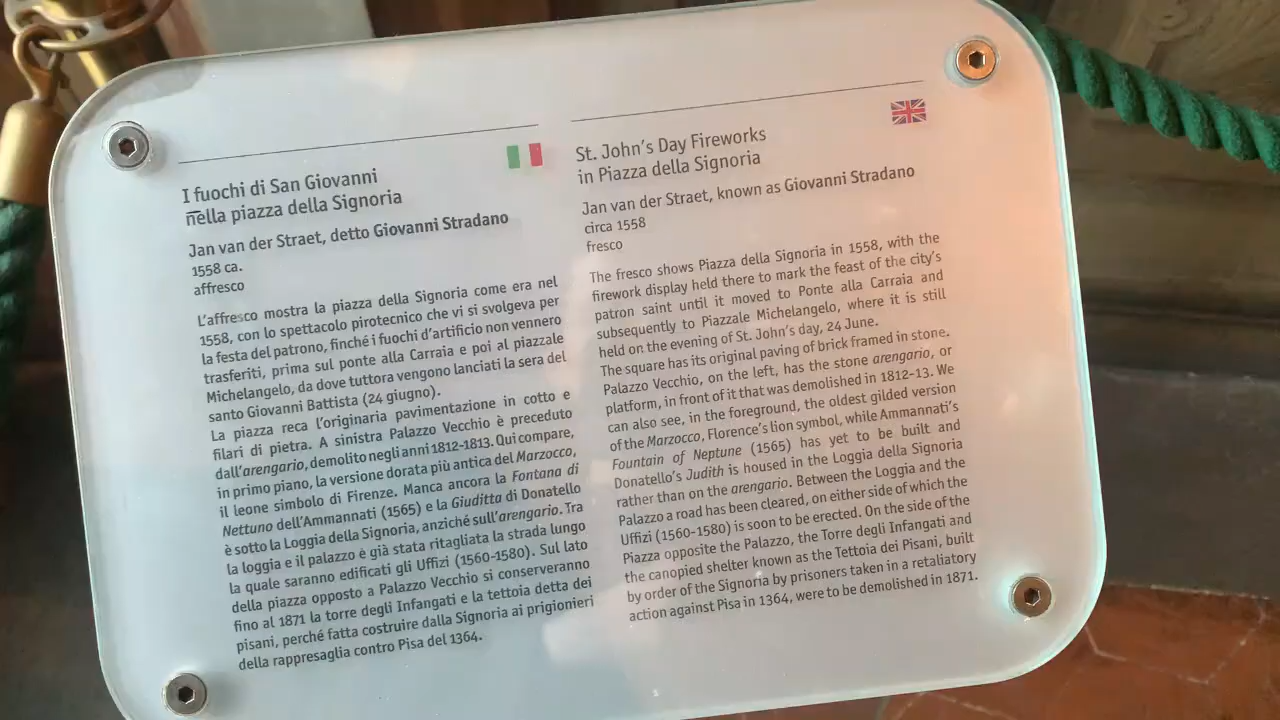 I fuochi di San Giovanni
nella piazza della Signoria
Jan van der Straet, detto Giovanni Stradano
1558 ca.
affresco
L'affresco mostra la piazza della Signoria come era nel
1558, con lo spettacolo pirotecnico che vi si svolgeva per
la festa del patrono, finché i fuochi d'artificio non vennero
trasferiti, prima sul ponte alla Carraia e poi al piazzale
Michelangelo, da dove tuttora vengono lanciati la sera del
santo Giovanni Battista (24 giugno).
La piazza reca l'originaria pavimentazione in cotto e
filari di pietra. A sinistra Palazzo Vecchio è preceduto
dall'arengario, demolito negli anni 1812-1813. Qui compare,
in primo piano, la versione dorata più antica del Marzocco,
il leone simbolo di Firenze. Manca ancora la Fontana di
Nettuno dell'Ammannati (1565) e la Giuditta di Donatello
è sotto la Loggia della Signoria, anziché sull'arengario. Tra
la loggia e il palazzo è già stata ritagliata la strada lungo
la quale saranno edificati gli Uffizi (1560-1580). Sul lato
della piazza opposto a Palazzo Vecchio si conserveranno
fino al 1871 la torre degli Infangati e la tettoia detta dei
pisani, perché fatta costruire dalla Signoria ai prigionieri
della rappresaglia contro Pisa del 1364.
St. John's Day Fireworks
in Piazza della Signoria
Jan van der Straet, known as Giovanni Stradano
circa 1558
fresco
The fresco shows Piazza della Signoria in 1558, with the
firework display held there to mark the feast of the city's
patron saint until it moved to Ponte alla Carraia and
subsequently to Piazzale Michelangelo, where it is still
held on the evening of St. John's day, 24 June.
The square has its original paving of brick framed in stone.
Palazzo Vecchio, on the left, has the stone arengario, or
platform, in front of it that was demolished in 1812-13. We
can also see, in the foreground, the oldest gilded version
of the Marzocco, Florence's lion symbol, while Ammannati's
Fountain of Neptune (1565) has yet to be built and
Donatello's Judith is housed in the Loggia della Signoria
rather than on the arengario. Between the Loggia and the
Palazzo a road has been cleared, on either side of which the
Uffizi (1560-1580) is soon to be erected. On the side of the
Piazza opposite the Palazzo, the Torre degli Infangati and
the canopied shelter known as the Tettoia dei Pisani, built
by order of the Signoria by prisoners taken in a retaliatory
action against Pisa in 1364, were to be demolished in 1871.